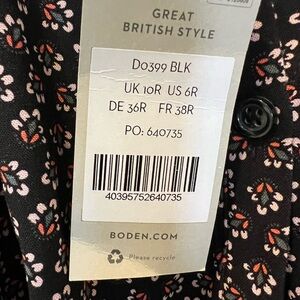 GREAT
BRITISH STYLE
D0399 BLK
UK 10R US 6R
DE 36R FR 38R
PO: 640735
40395752640735
BODEN.COM
Please recycle